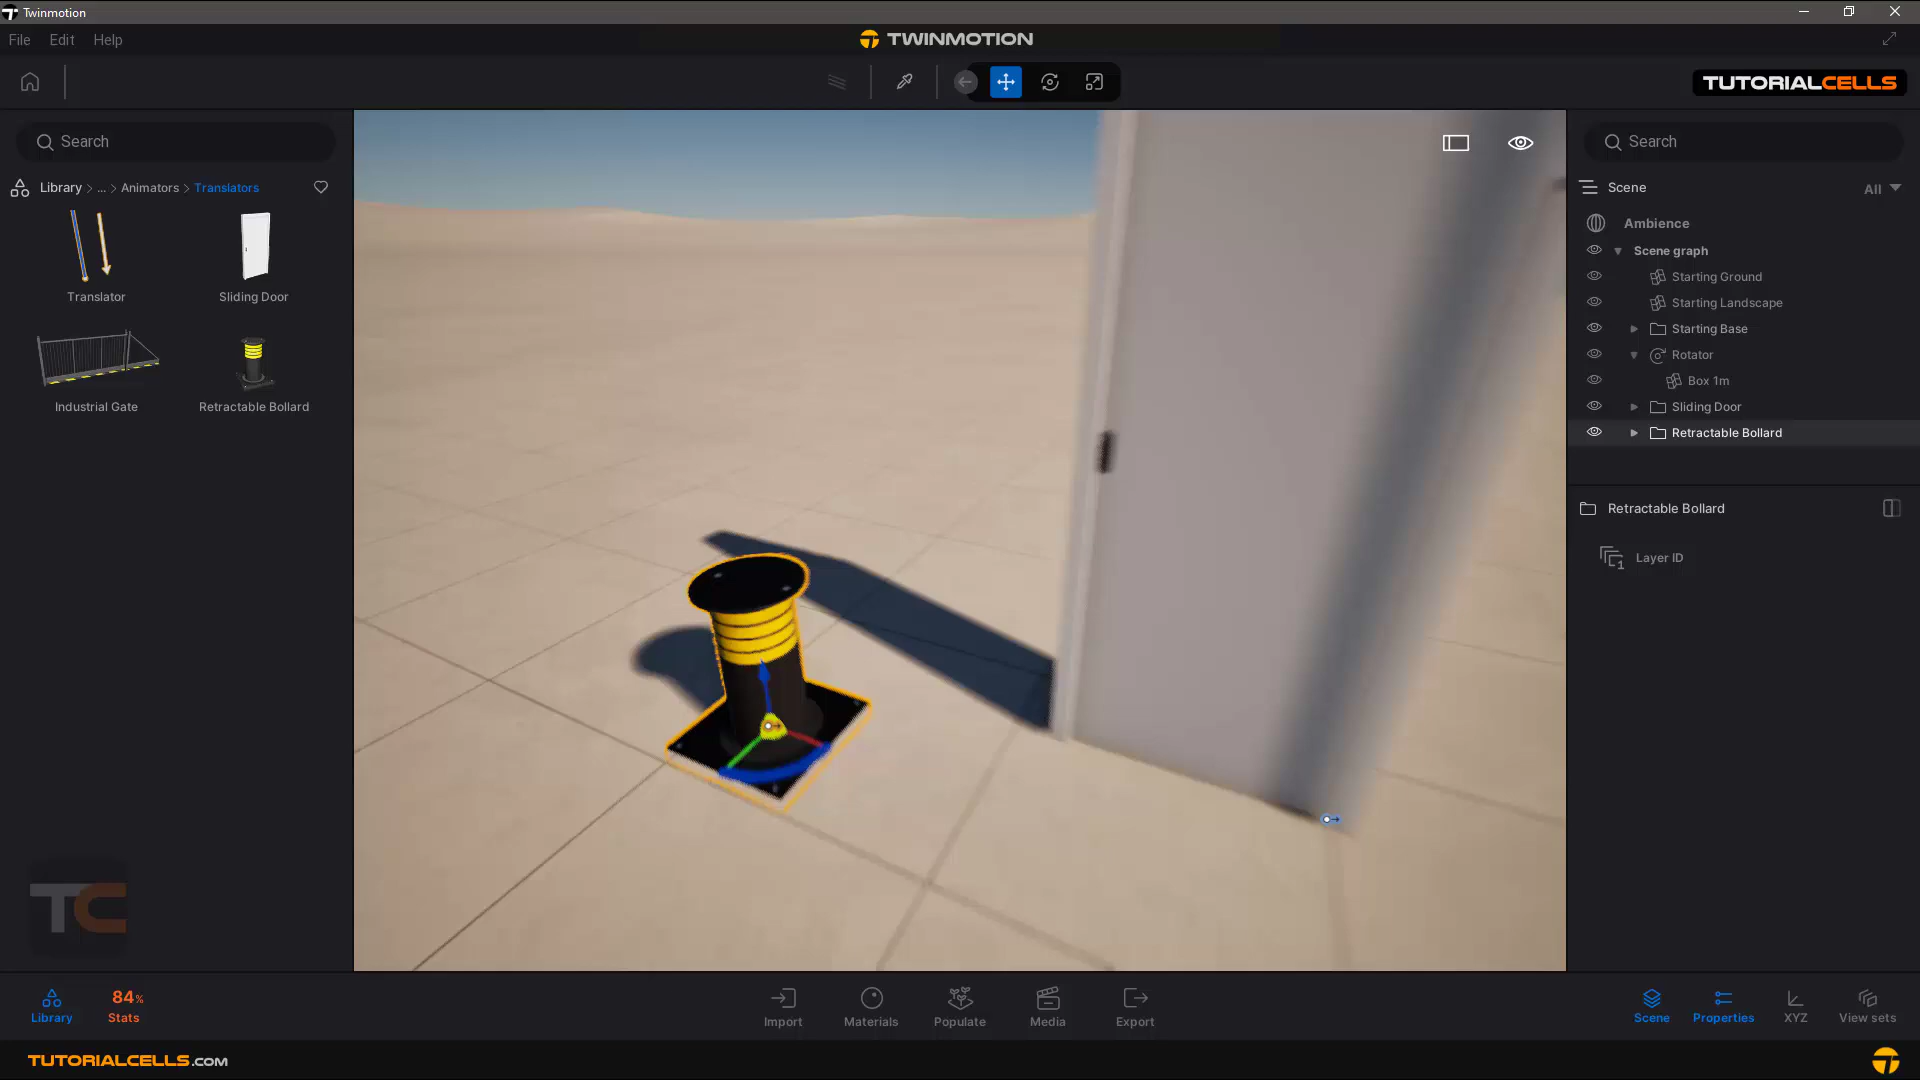 Twinmotion
File Edit Help
TWINMOTION
TUTORIALCELLS
Search
Library > ... > Animators > Translators
Translator
Sliding Door
Industrial Gate
Retractable Bollard
Search
Scene
All
Ambience
Scene graph
Starting Ground
Starting Landscape
Starting Base
Rotator
Box 1m
Sliding Door
Retractable Bollard
Retractable Bollard
1 Layer ID
TC
Library
84%
Stats
Import
Materials
Populate
Media
Export
Scene
Properties
XYZ
View sets
TUTORIALCELLS.COM